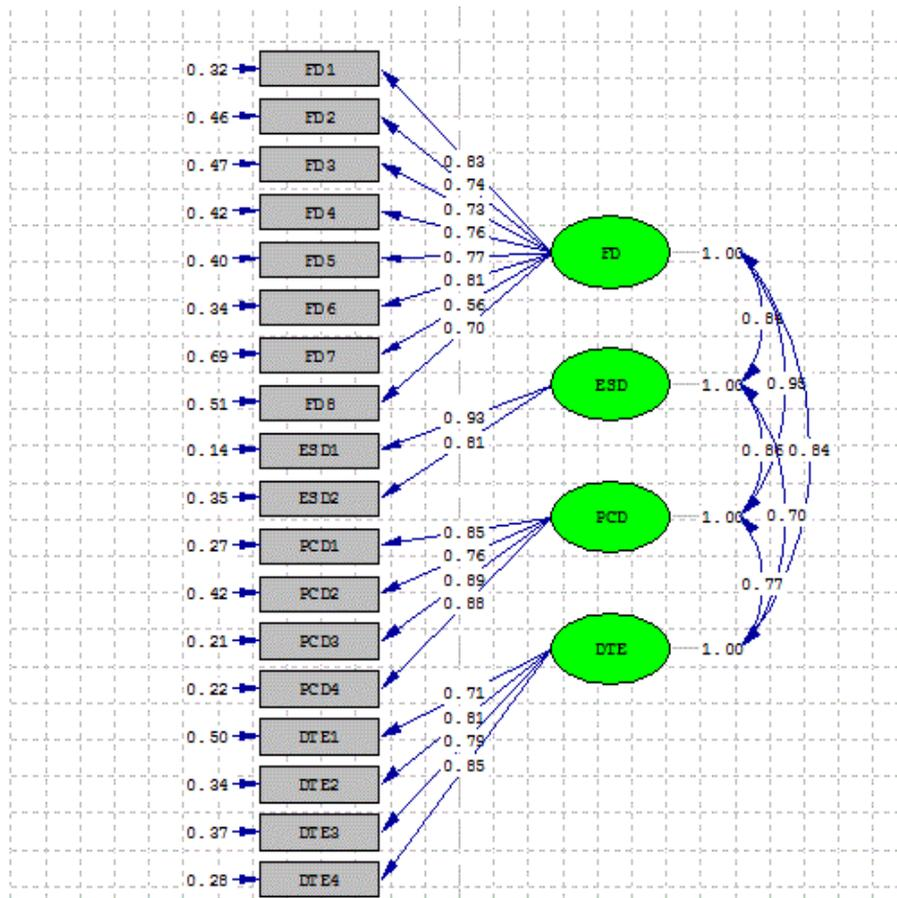 0.32 FD1
0.46 FD2
0.47 FD3
0.42 FD4
0.40 FD5
0.34 FD6
0.69 FD7
0.51 FD8
0.14 ESD1
0.35 ESD2
0.27 PCD1
0.42 PCD2
0.21 PCD3
0.22 PCD4
0.50 DTE1
0.34 DTE2
0.37 DTE3
0.28 DTE4
0.83
0.74
0.73
0.76
0.77
0.81
0.56
0.70
0.93
0.81
0.85
0.76
0.89
0.88
0.71
0.81
0.79
0.85
FD 1.00
ESD 1.00
PCD 1.00
DTE 1.00
0.84
0.70
0.77